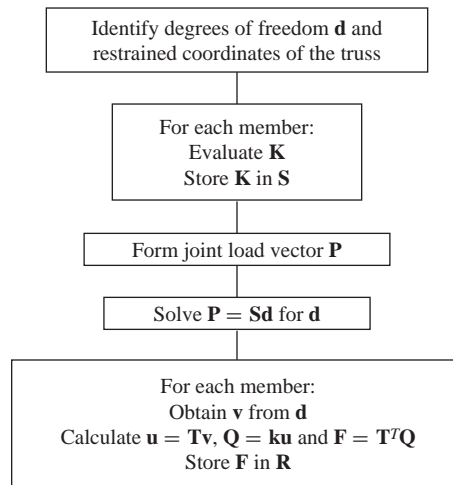 Identify degrees of freedom d and
restrained coordinates of the truss
For each member:
Evaluate K
Store K in S
Form joint load vector P
Solve P = Sd for d
For each member:
Obtain v from d
Calculate u = Tv, Q = ku and F = TᵀQ
Store F in R